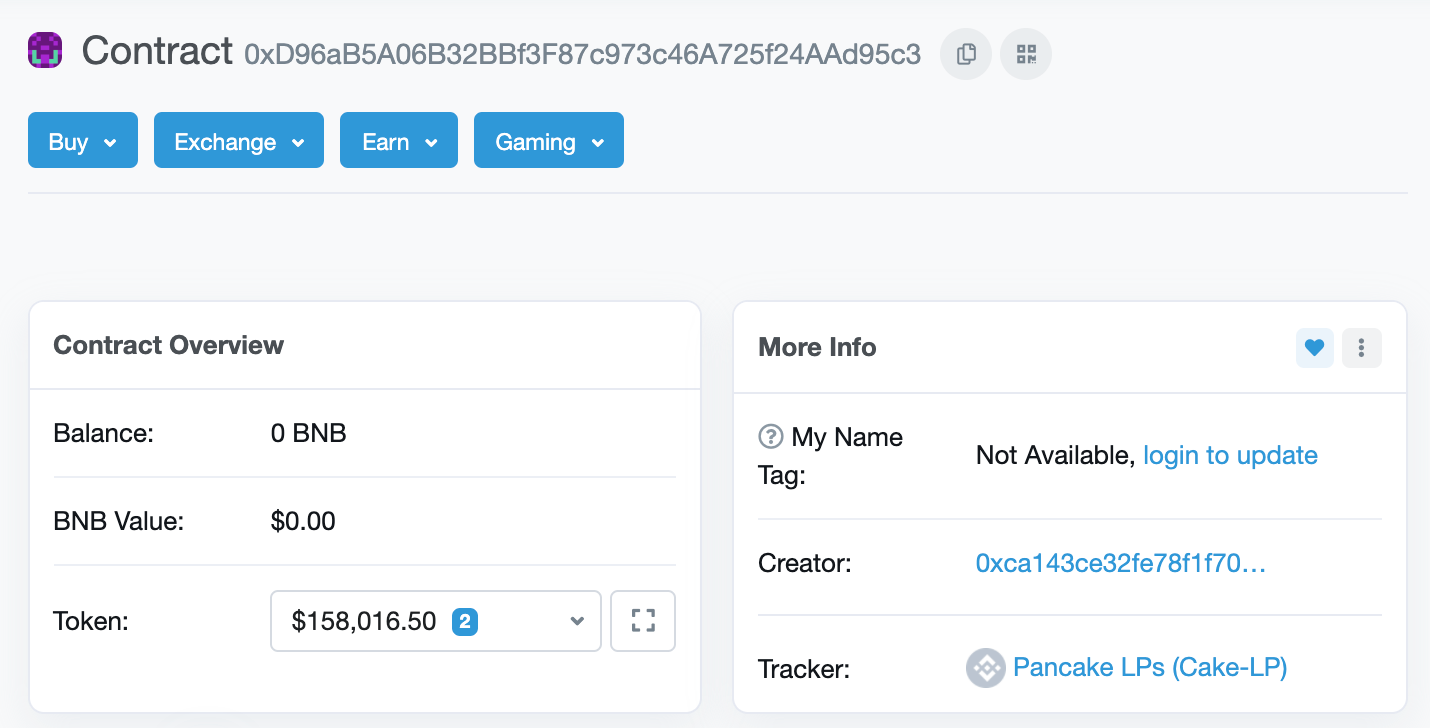 Contract 0xD96aB5A06B32BBf3F87c973c46A725f24AAd95c3
Buy Exchange Earn Gaming
Contract Overview
Balance: 0 BNB
BNB Value: $0.00
Token: $158,016.50 2
More Info
My Name Tag: Not Available, login to update
Creator: 0xca143ce32fe78f1f70…
Tracker: Pancake LPs (Cake-LP)